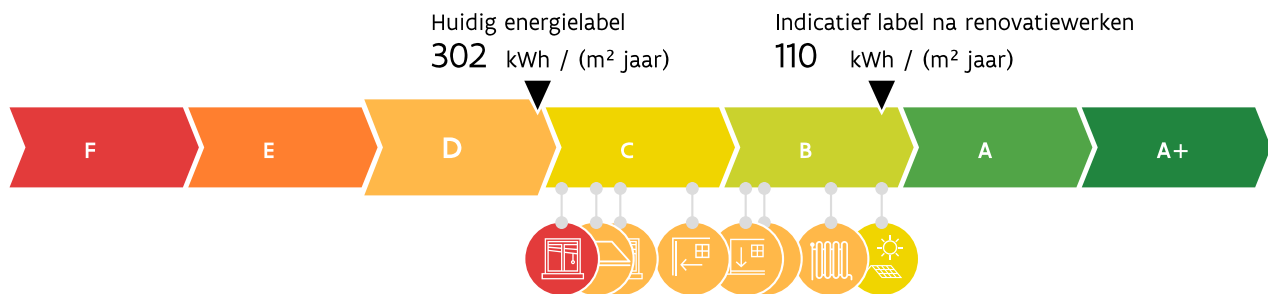 Huidig energielabel
302 kWh / (m² jaar)
Indicatief label na renovatiewerken
110 kWh / (m² jaar)
F E D C B A A+